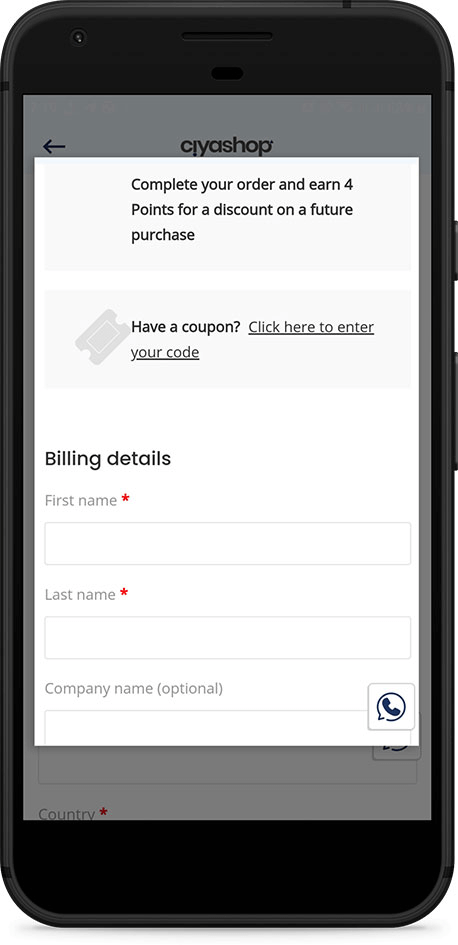 ciyashop
Complete your order and earn 4
Points for a discount on a future
purchase
Have a coupon? Click here to enter
your code
Billing details
First name *
Last name *
Company name (optional)
Country *